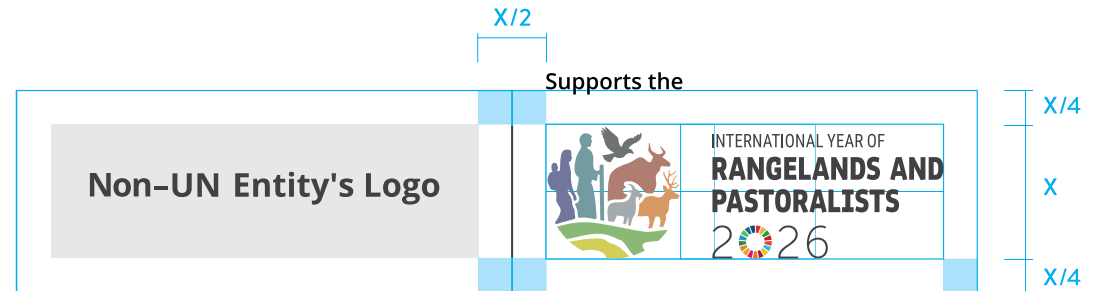 X/2
Supports the
X/4
Non–UN Entity's Logo
INTERNATIONAL YEAR OF
RANGELANDS AND
PASTORALISTS
2026
X
X/4